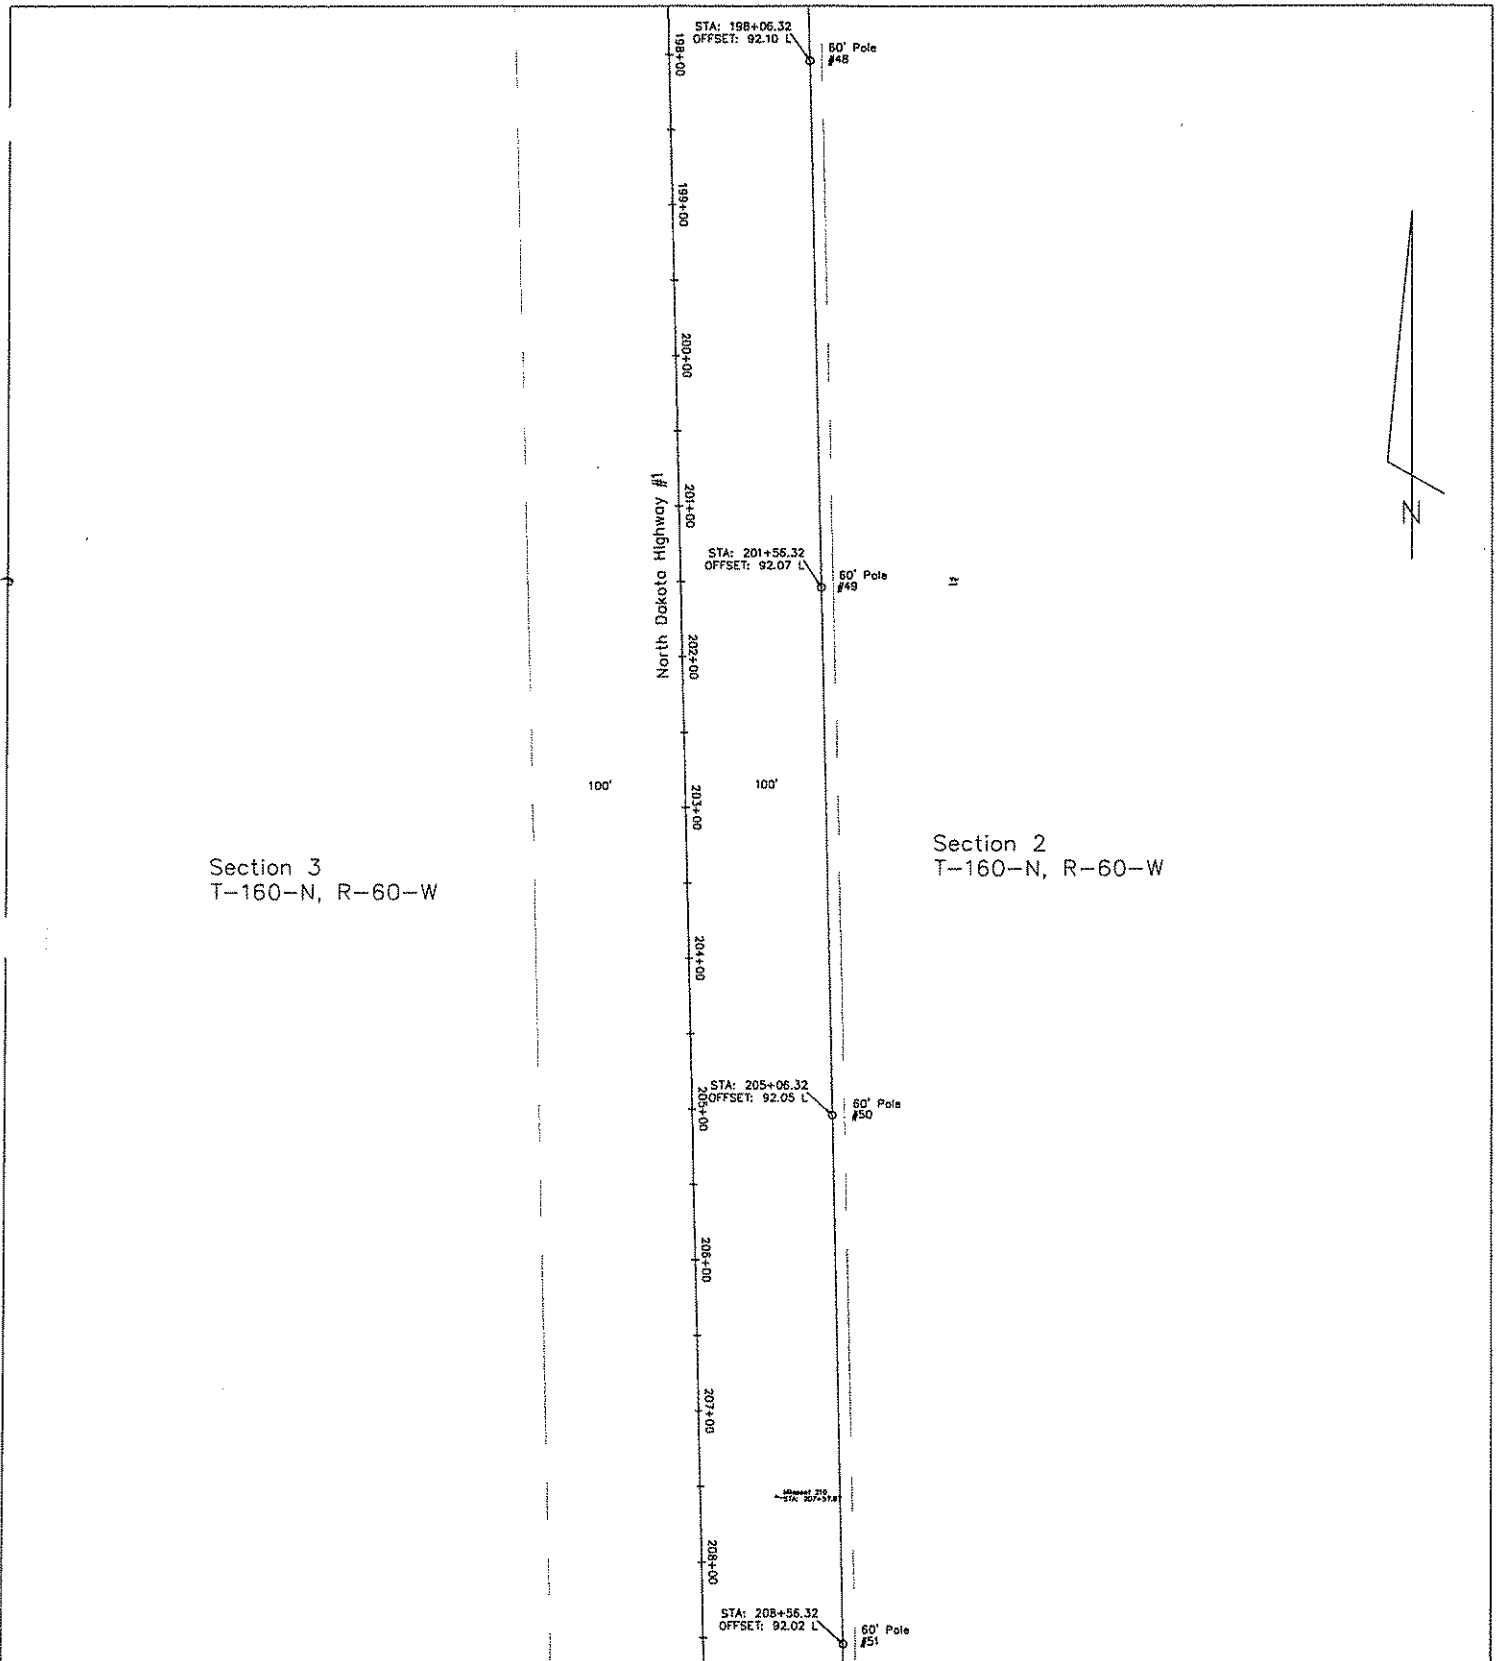 STA: 198+06.32
OFFSET: 92.10 L
60' Pole
#48
198+00
199+00
200+00
201+00
North Dakota Highway #1
STA: 201+56.32
OFFSET: 92.07 L
60' Pole
#49
202+00
100'
100'
203+00
Section 3
T-160-N, R-60-W
Section 2
T-160-N, R-60-W
204+00
STA: 205+06.32
OFFSET: 92.05 L
60' Pole
#50
205+00
206+00
207+00
208+00
STA: 208+56.32
OFFSET: 92.02 L
60' Pole
#51
N